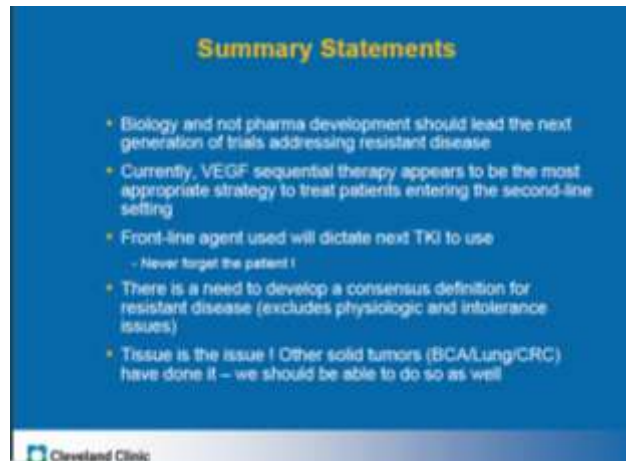 Summary Statements
• Biology and not pharma development should lead the next
generation of trials addressing resistant disease
• Currently, VEGF sequential therapy appears to be the most
appropriate strategy to treat patients entering the second-line
setting
• Front-line agent used will dictate next TKI to use
- Never forget the patient !
• There is a need to develop a consensus definition for
resistant disease (excludes physiologic and intolerance
issues)
• Tissue is the issue ! Other solid tumors (BCA/Lung/CRC)
have done it – we should be able to do so as well
Cleveland Clinic